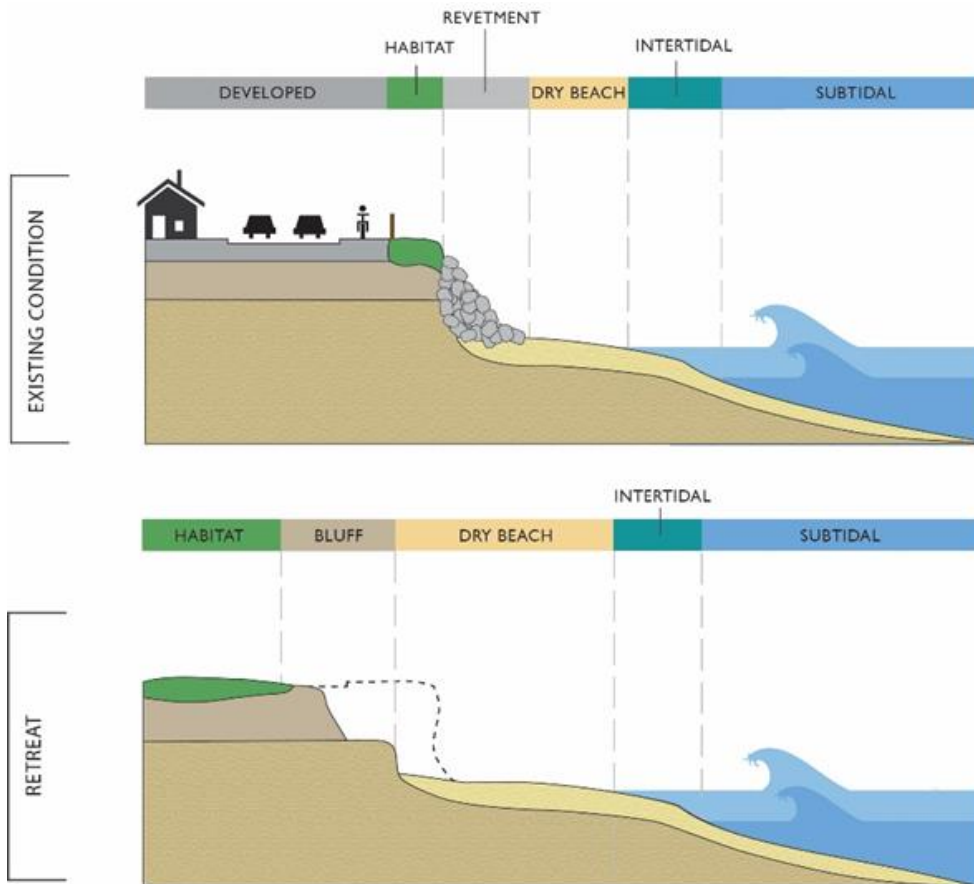 REVETMENT
HABITAT
INTERTIDAL
DEVELOPED
DRY BEACH
SUBTIDAL
EXISTING CONDITION
INTERTIDAL
HABITAT
BLUFF
DRY BEACH
SUBTIDAL
RETREAT